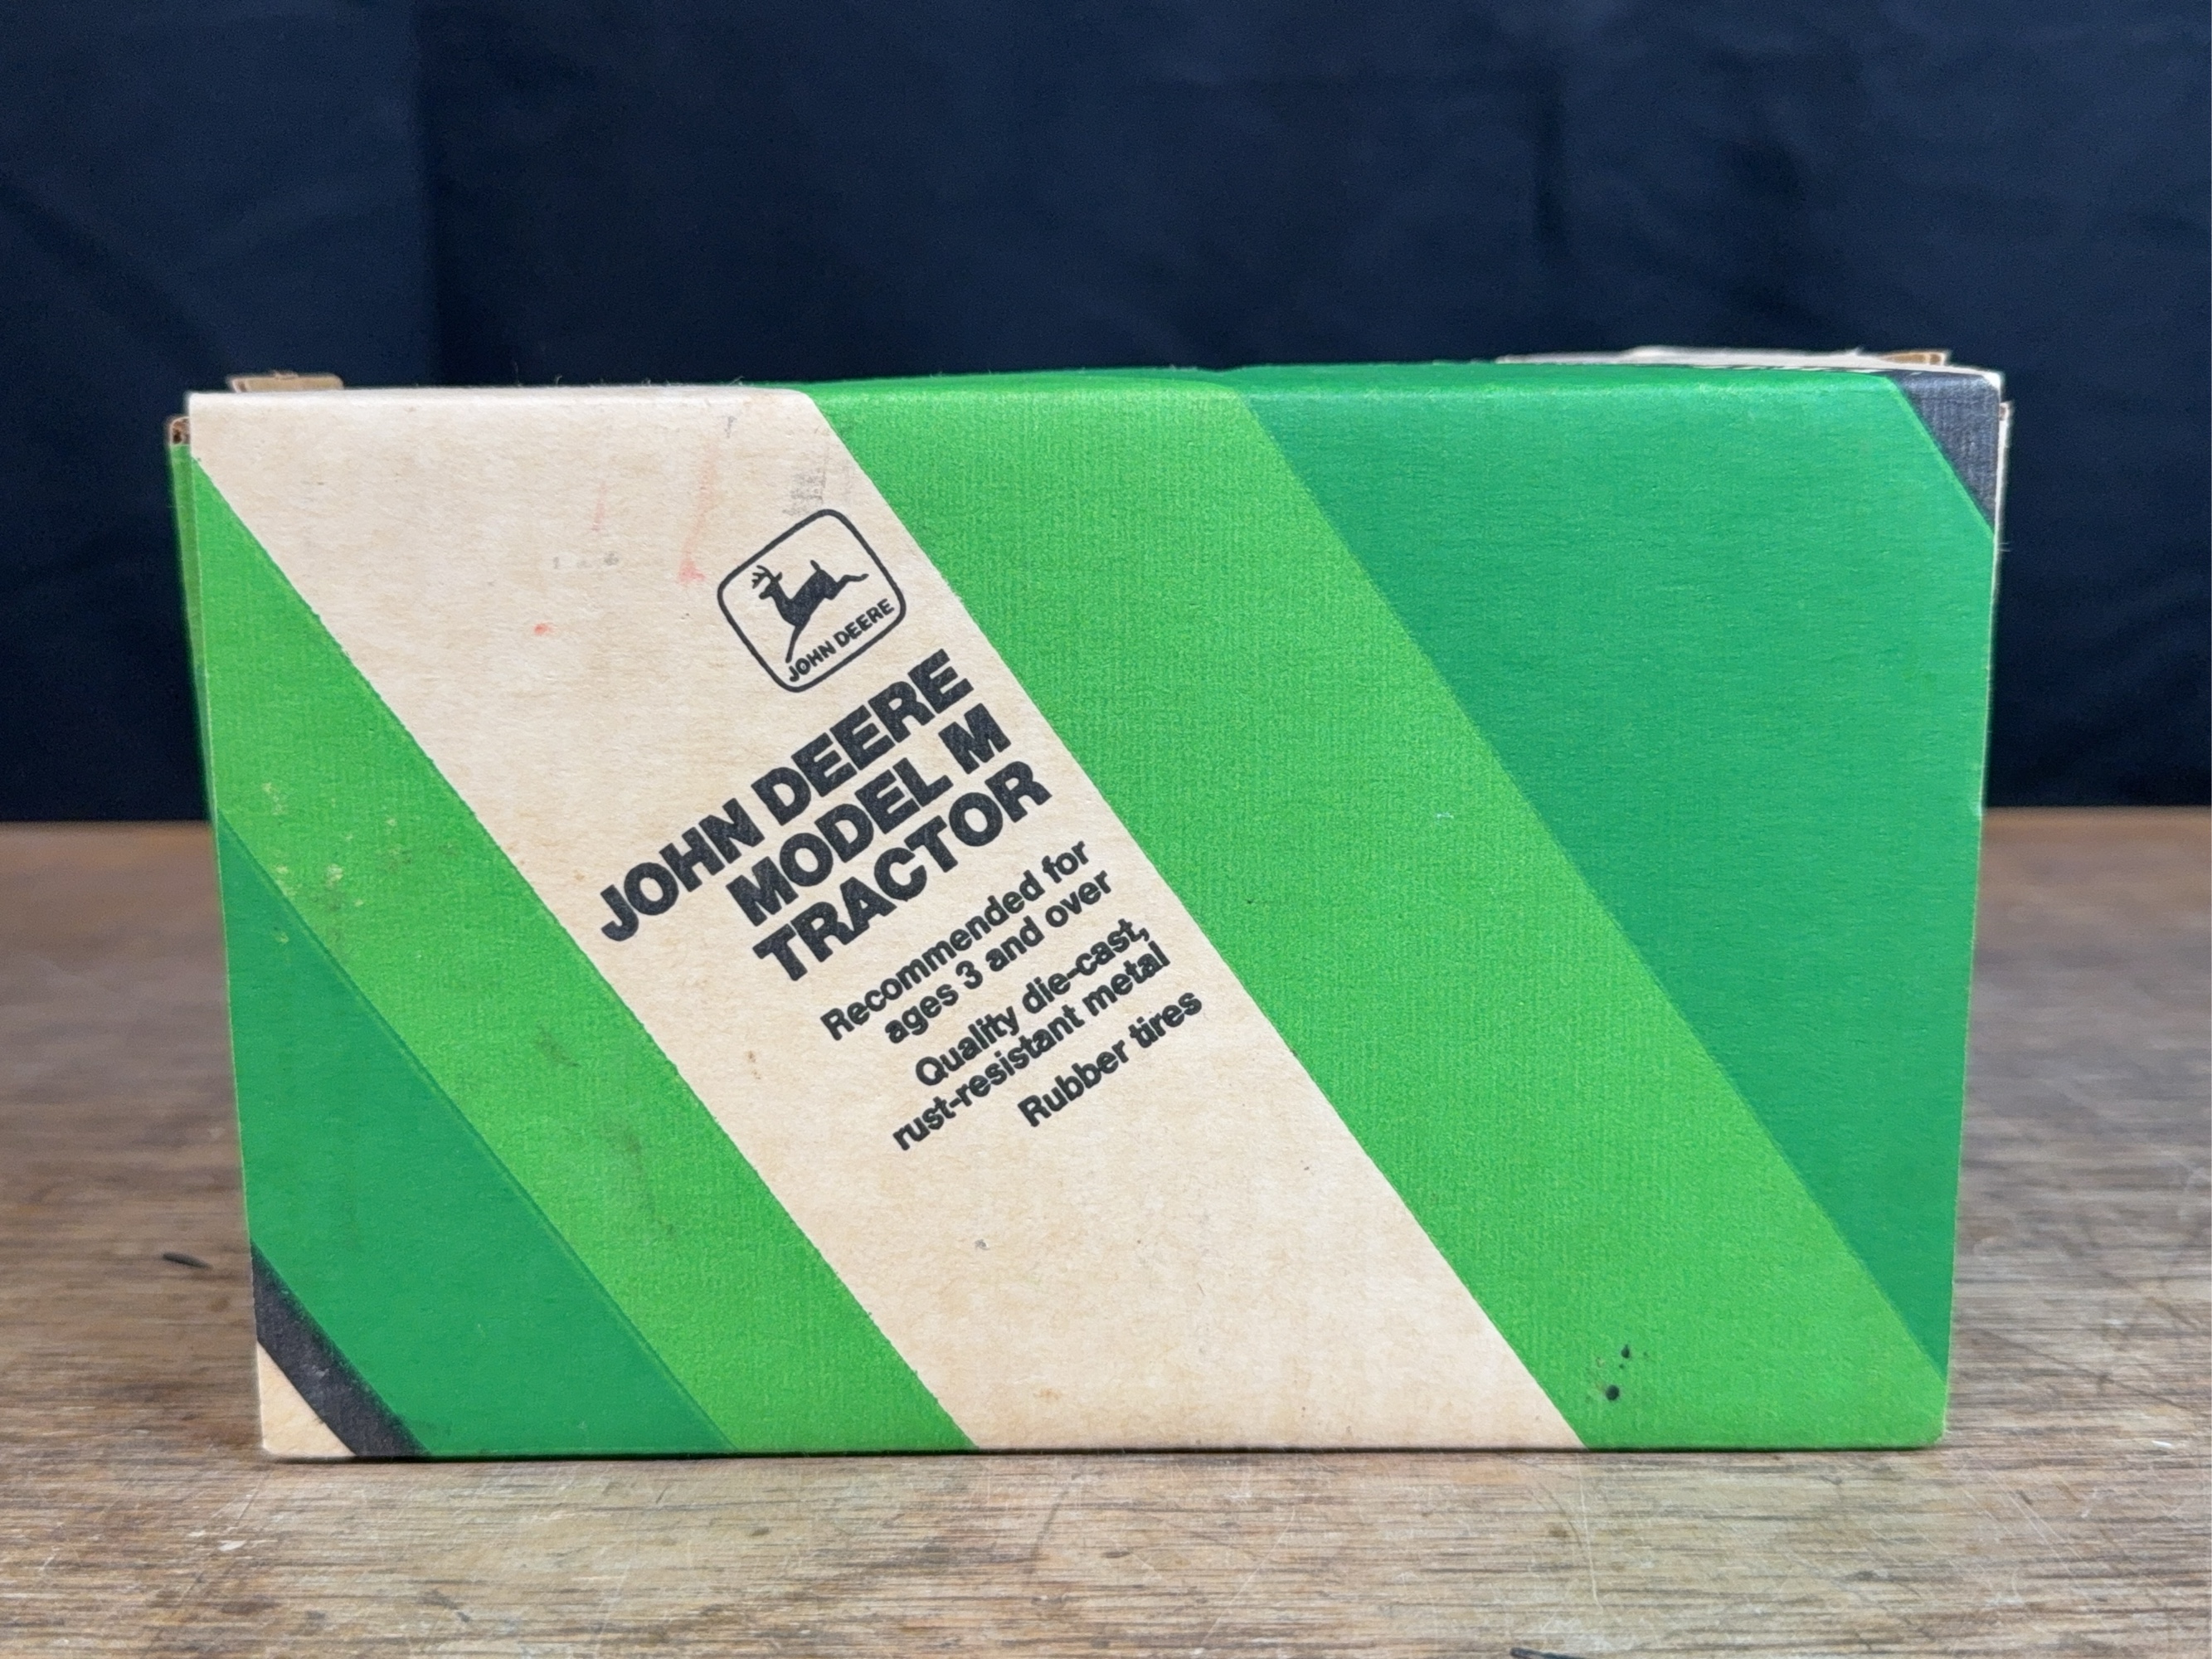 JOHN DEERE
JOHN DEERE
MODEL M
TRACTOR
Recommended for
ages 3 and over
Quality die-cast,
rust-resistant metal
Rubber tires